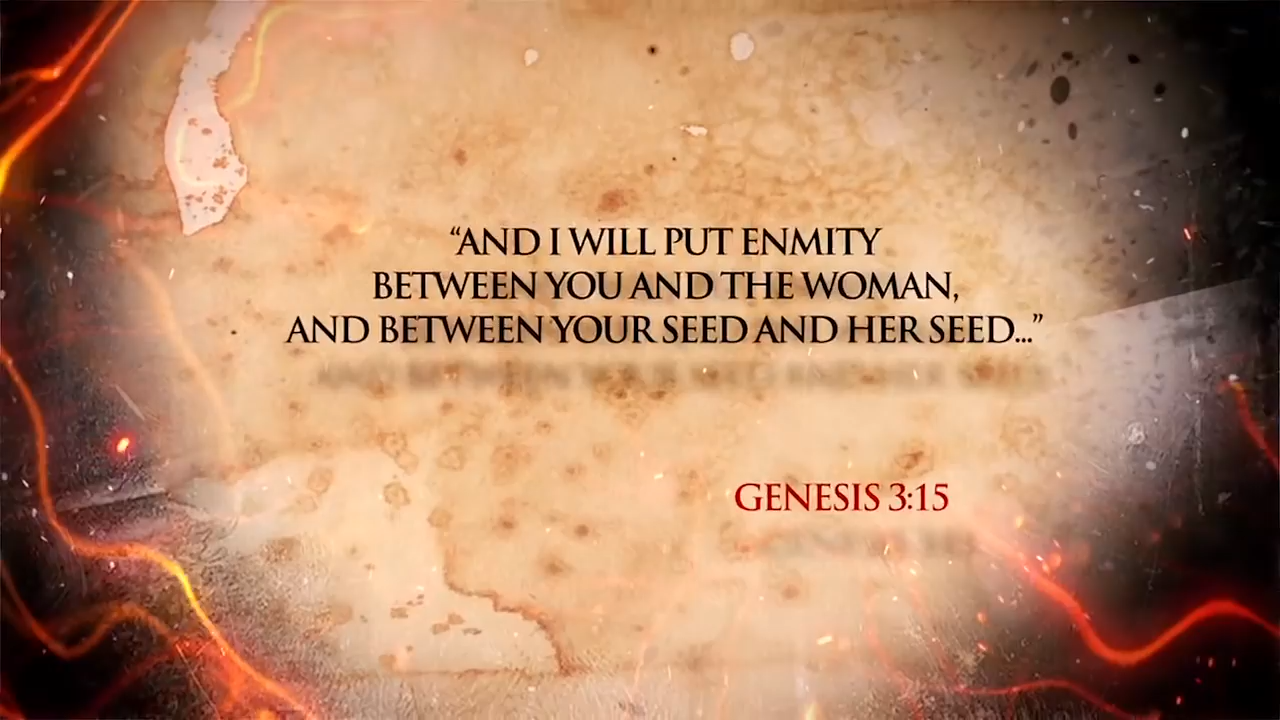 “AND I WILL PUT ENMITY
BETWEEN YOU AND THE WOMAN,
AND BETWEEN YOUR SEED AND HER SEED...”
GENESIS 3:15